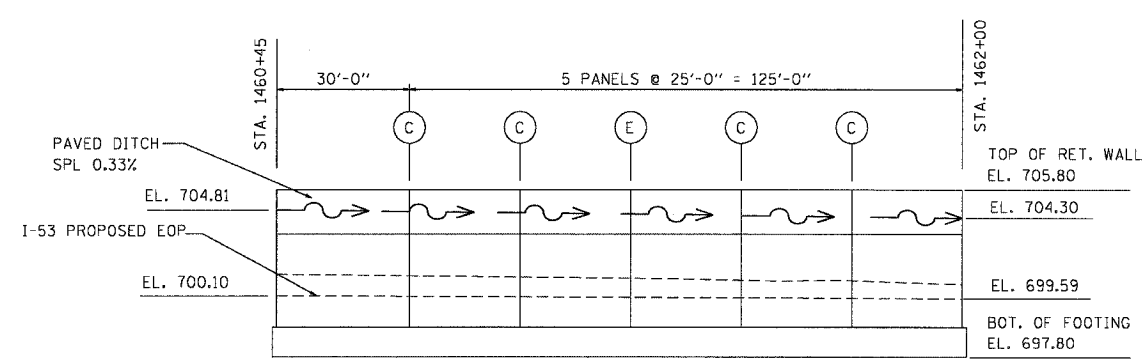 STA. 1460+45
30'-0"
5 PANELS @ 25'-0" = 125'-0"
STA. 1462+00
C
C
E
C
C
PAVED DITCH
SPL 0.33%
TOP OF RET. WALL
EL. 705.80
EL. 704.81
EL. 704.30
I-53 PROPOSED EOP
EL. 700.10
EL. 699.59
BOT. OF FOOTING
EL. 697.80